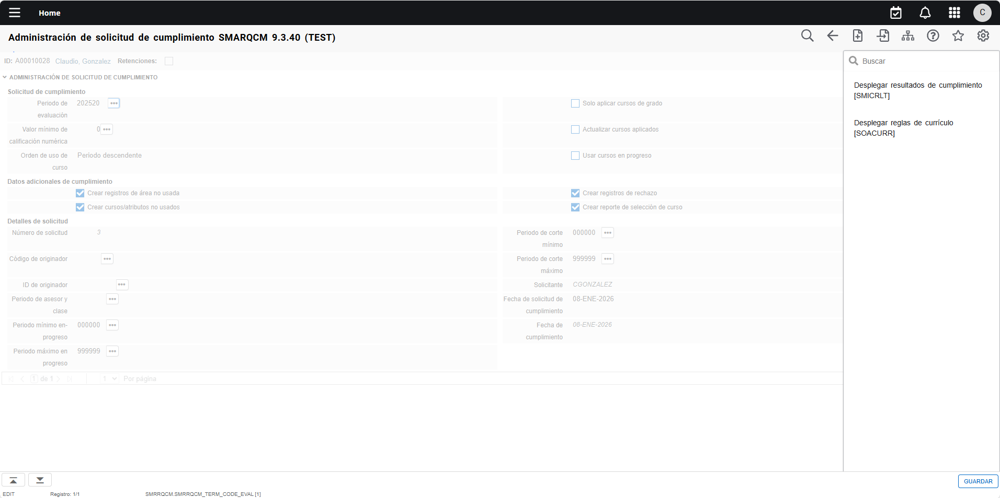 Home
C
Administración de solicitud de cumplimiento SMARQCM 9.3.40 (TEST)
ID: A00010028 Claudio, Gonzalez Retenciones:
Buscar
ADMINISTRACIÓN DE SOLICITUD DE CUMPLIMIENTO
Desplegar resultados de cumplimiento
[SMICRLT]
Desplegar reglas de currículo
[SOACURR]
Solicitud de cumplimiento
Periodo de
evaluación
202520
Solo aplicar cursos de grado
Valor mínimo de
calificación numérica
0
Actualizar cursos aplicados
Orden de uso de
curso
Periodo descendente
Usar cursos en progreso
Datos adicionales de cumplimiento
Crear registros de área no usada
Crear registros de rechazo
Crear cursos/atributos no usados
Crear reporte de selección de curso
Detalles de solicitud
Número de solicitud
3
Periodo de corte
mínimo
000000
Código de originador
Periodo de corte
máximo
999999
ID de originador
Solicitante
CGONZALEZ
Periodo de asesor y
clase
Fecha de solicitud de
cumplimiento
08-ENE-2026
Periodo mínimo en-
progreso
000000
Fecha de
cumplimiento
08-ENE-2026
Periodo máximo en
progreso
999999
1 de 1
1
Por página
GUARDAR
EDIT
Registro: 1/1
SMRRQCM.SMRRQCM_TERM_CODE_EVAL [1]